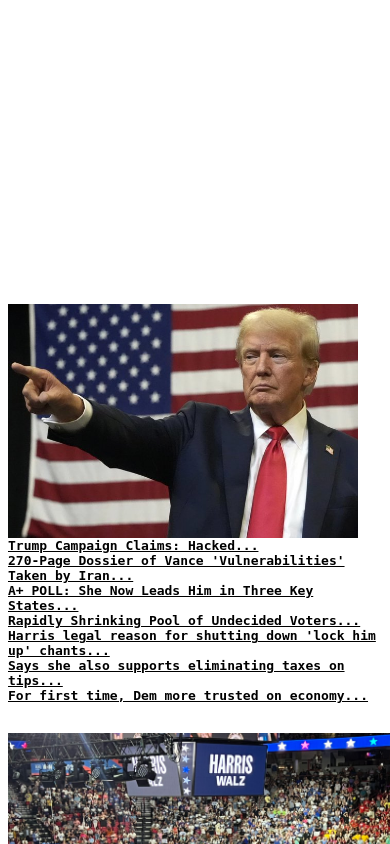 Trump Campaign Claims: Hacked...
270-Page Dossier of Vance 'Vulnerabilities'
Taken by Iran...
A+ POLL: She Now Leads Him in Three Key
States...
Rapidly Shrinking Pool of Undecided Voters...
Harris legal reason for shutting down 'lock him
up' chants...
Says she also supports eliminating taxes on
tips...
For first time, Dem more trusted on economy...
HARRIS
WALZ
HARRIS
WALZ